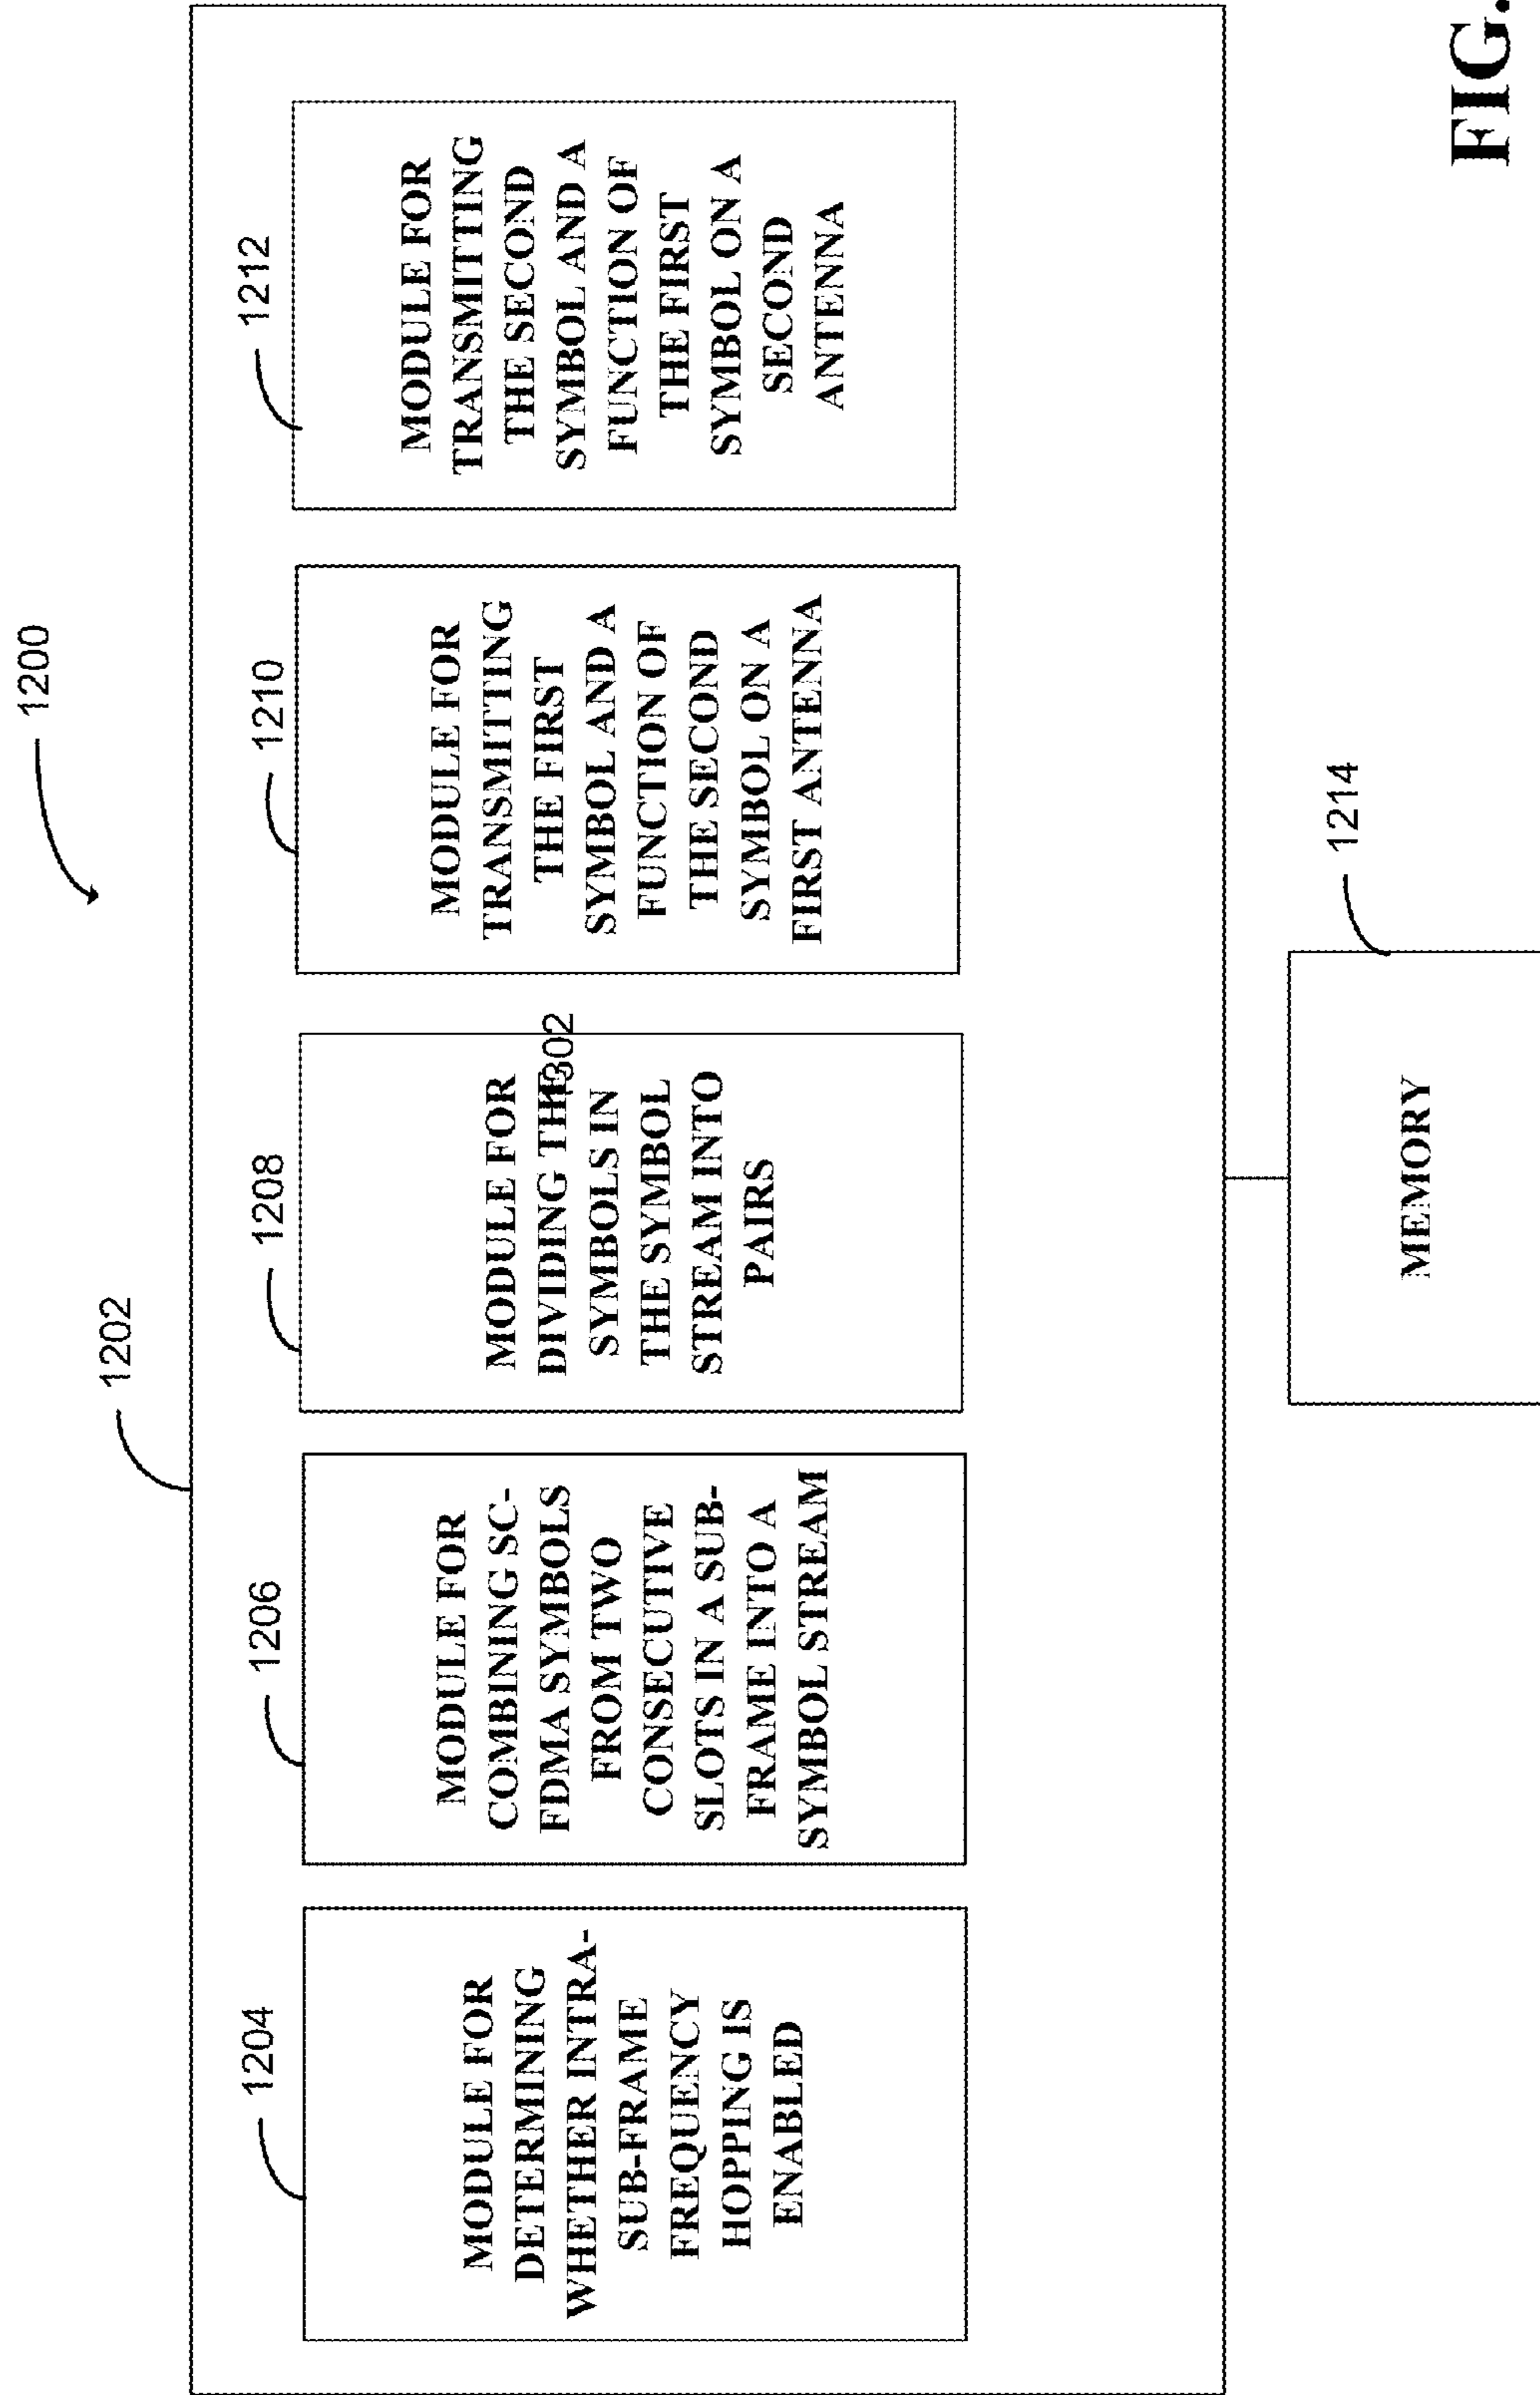 1200
1202
1204
MODULE FOR
DETERMINING
WHETHER INTRA-
SUB-FRAME
FREQUENCY
HOPPING IS
ENABLED
1206
MODULE FOR
COMBINING SC-
FDMA SYMBOLS
FROM TWO
CONSECUTIVE
SLOTS IN A SUB-
FRAME INTO A
SYMBOL STREAM
1208
MODULE FOR
DIVIDING THE
1302
SYMBOLS IN
THE SYMBOL
STREAM INTO
PAIRS
1210
MODULE FOR
TRANSMITTING
THE FIRST
SYMBOL AND A
FUNCTION OF
THE SECOND
SYMBOL ON A
FIRST ANTENNA
1212
MODULE FOR
TRANSMITTING
THE SECOND
SYMBOL AND A
FUNCTION OF
THE FIRST
SYMBOL ON A
SECOND
ANTENNA
1214
MEMORY
FIG.